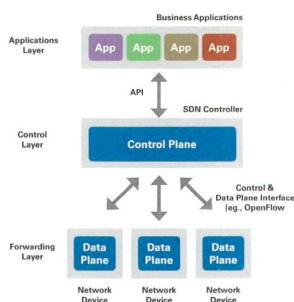 Business Applications
Applications
Layer
App App App App
API
SDN Controller
Control
Layer
Control Plane
Control &
Data Plane Interface
(eg., OpenFlow
Forwarding
Layer
Data
Plane
Data
Plane
Data
Plane
Network
Device
Network
Device
Network
Device